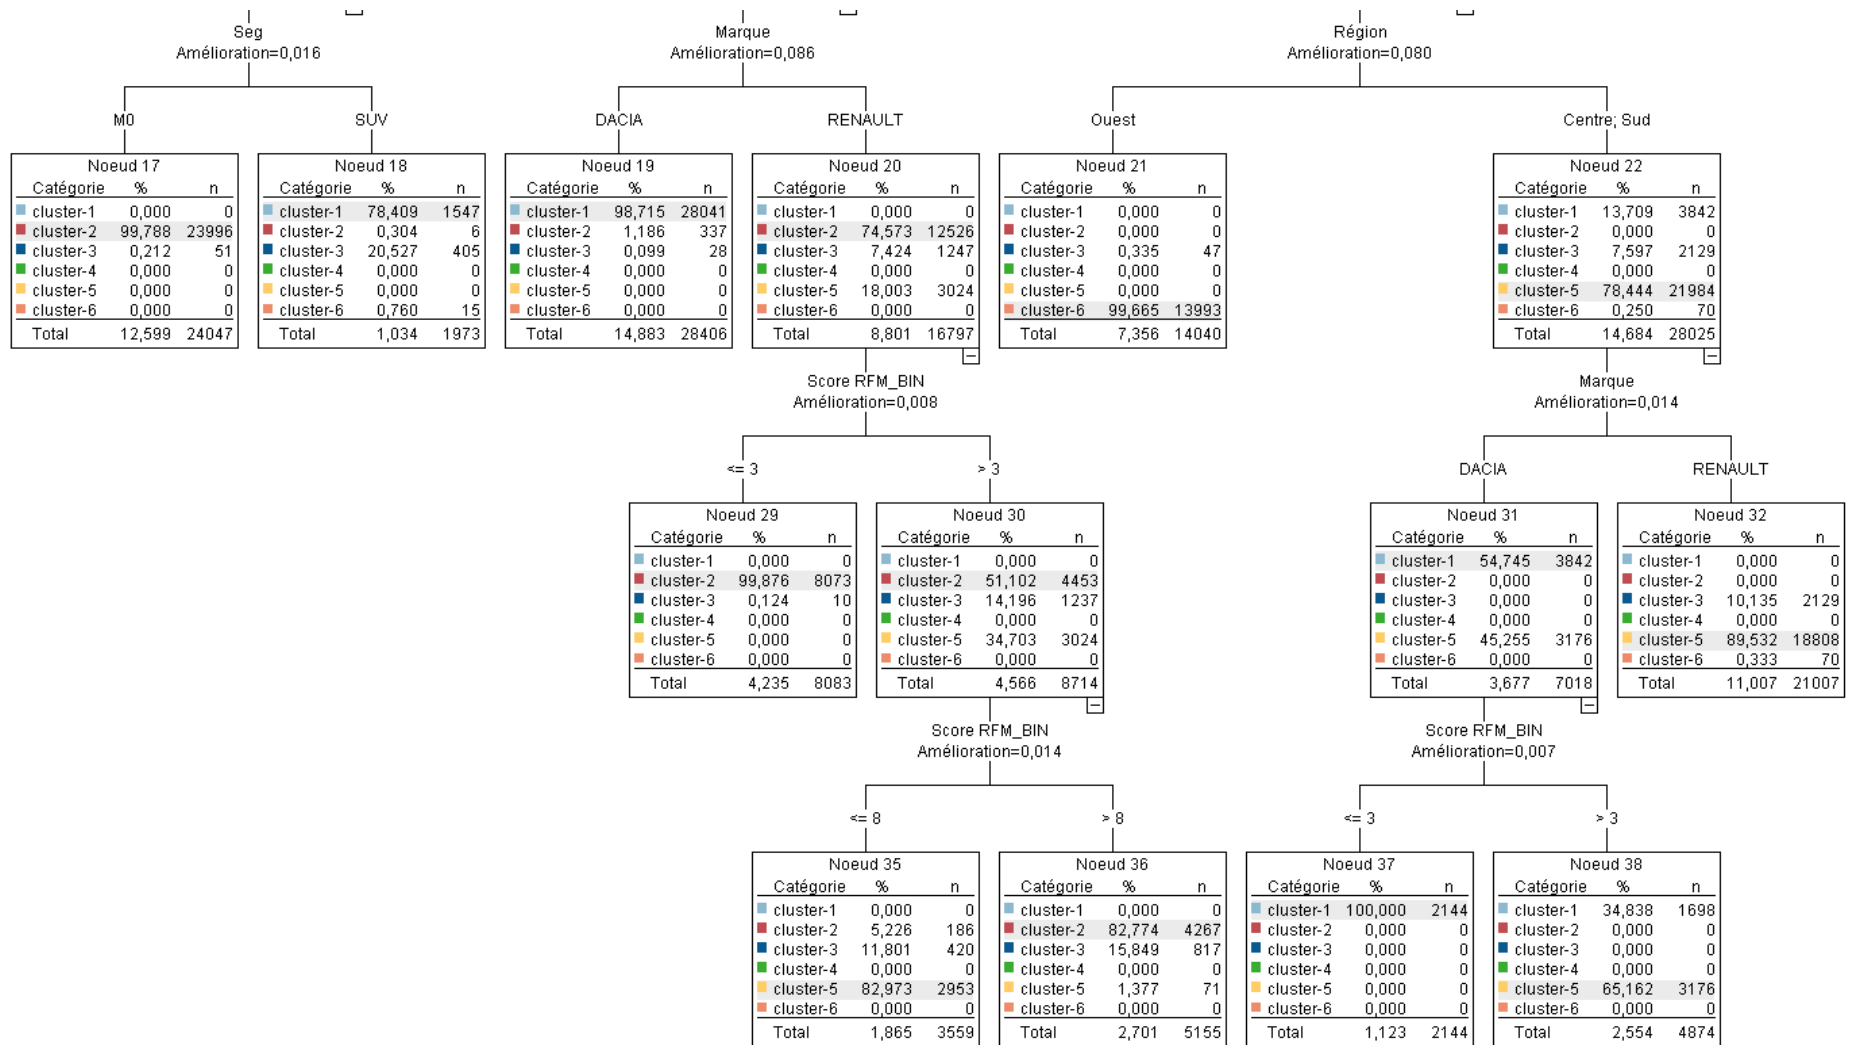 Seg
Amélioration=0,016
Marque
Amélioration=0,086
Région
Amélioration=0,080
M0
SUV
DACIA
RENAULT
Ouest
Centre; Sud
Noeud 17
Catégorie % n
cluster-1 0,000 0
cluster-2 99,788 23996
cluster-3 0,212 51
cluster-4 0,000 0
cluster-5 0,000 0
cluster-6 0,000 0
Total 12,599 24047
Noeud 18
Catégorie % n
cluster-1 78,409 1547
cluster-2 0,304 6
cluster-3 20,527 405
cluster-4 0,000 0
cluster-5 0,000 0
cluster-6 0,760 15
Total 1,034 1973
Noeud 19
Catégorie % n
cluster-1 98,715 28041
cluster-2 1,186 337
cluster-3 0,099 28
cluster-4 0,000 0
cluster-5 0,000 0
cluster-6 0,000 0
Total 14,883 28406
Noeud 20
Catégorie % n
cluster-1 0,000 0
cluster-2 74,573 12526
cluster-3 7,424 1247
cluster-4 0,000 0
cluster-5 18,003 3024
cluster-6 0,000 0
Total 8,801 16797
Noeud 21
Catégorie % n
cluster-1 0,000 0
cluster-2 0,000 0
cluster-3 0,335 47
cluster-4 0,000 0
cluster-5 0,000 0
cluster-6 99,665 13993
Total 7,356 14040
Noeud 22
Catégorie % n
cluster-1 13,709 3842
cluster-2 0,000 0
cluster-3 7,597 2129
cluster-4 0,000 0
cluster-5 78,444 21984
cluster-6 0,250 70
Total 14,684 28025
Score RFM_BIN
Amélioration=0,008
Marque
Amélioration=0,014
<= 3
> 3
DACIA
RENAULT
Noeud 29
Catégorie % n
cluster-1 0,000 0
cluster-2 99,876 8073
cluster-3 0,124 10
cluster-4 0,000 0
cluster-5 0,000 0
cluster-6 0,000 0
Total 4,235 8083
Noeud 30
Catégorie % n
cluster-1 0,000 0
cluster-2 51,102 4453
cluster-3 14,196 1237
cluster-4 0,000 0
cluster-5 34,703 3024
cluster-6 0,000 0
Total 4,566 8714
Noeud 31
Catégorie % n
cluster-1 54,745 3842
cluster-2 0,000 0
cluster-3 0,000 0
cluster-4 0,000 0
cluster-5 45,255 3176
cluster-6 0,000 0
Total 3,677 7018
Noeud 32
Catégorie % n
cluster-1 0,000 0
cluster-2 0,000 0
cluster-3 10,135 2129
cluster-4 0,000 0
cluster-5 89,532 18808
cluster-6 0,333 70
Total 11,007 21007
Score RFM_BIN
Amélioration=0,014
Score RFM_BIN
Amélioration=0,007
<= 8
> 8
<= 3
> 3
Noeud 35
Catégorie % n
cluster-1 0,000 0
cluster-2 5,226 186
cluster-3 11,801 420
cluster-4 0,000 0
cluster-5 82,973 2953
cluster-6 0,000 0
Total 1,865 3559
Noeud 36
Catégorie % n
cluster-1 0,000 0
cluster-2 82,774 4267
cluster-3 15,849 817
cluster-4 0,000 0
cluster-5 1,377 71
cluster-6 0,000 0
Total 2,701 5155
Noeud 37
Catégorie % n
cluster-1 100,000 2144
cluster-2 0,000 0
cluster-3 0,000 0
cluster-4 0,000 0
cluster-5 0,000 0
cluster-6 0,000 0
Total 1,123 2144
Noeud 38
Catégorie % n
cluster-1 34,838 1698
cluster-2 0,000 0
cluster-3 0,000 0
cluster-4 0,000 0
cluster-5 65,162 3176
cluster-6 0,000 0
Total 2,554 4874